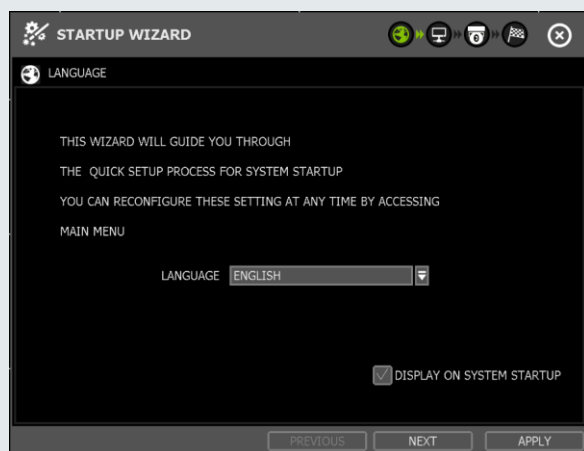 STARTUP WIZARD
LANGUAGE
THIS WIZARD WILL GUIDE YOU THROUGH
THE QUICK SETUP PROCESS FOR SYSTEM STARTUP
YOU CAN RECONFIGURE THESE SETTING AT ANY TIME BY ACCESSING
MAIN MENU
LANGUAGE ENGLISH
DISPLAY ON SYSTEM STARTUP
PREVIOUS NEXT APPLY